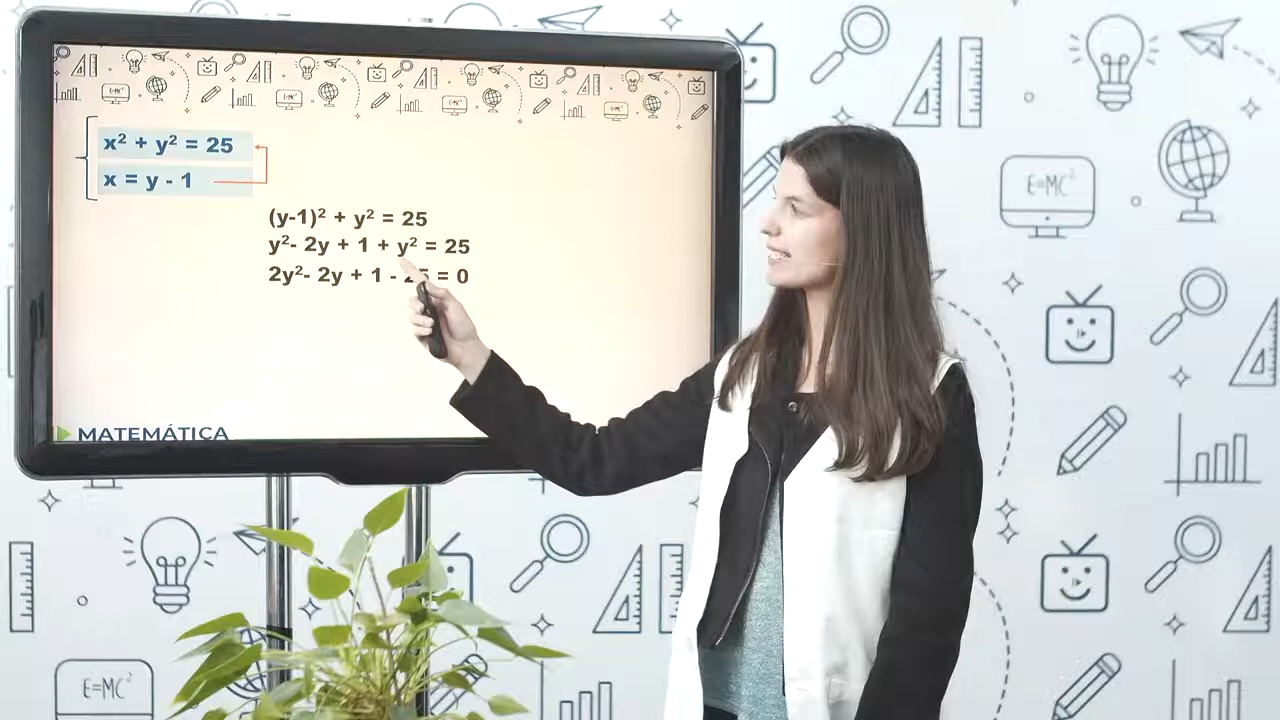 x² + y² = 25
x = y - 1
(y-1)² + y² = 25
y²- 2y + 1 + y² = 25
2y²- 2y + 1 - 25 = 0
MATEMÁTICA
E=MC²
E=MC²